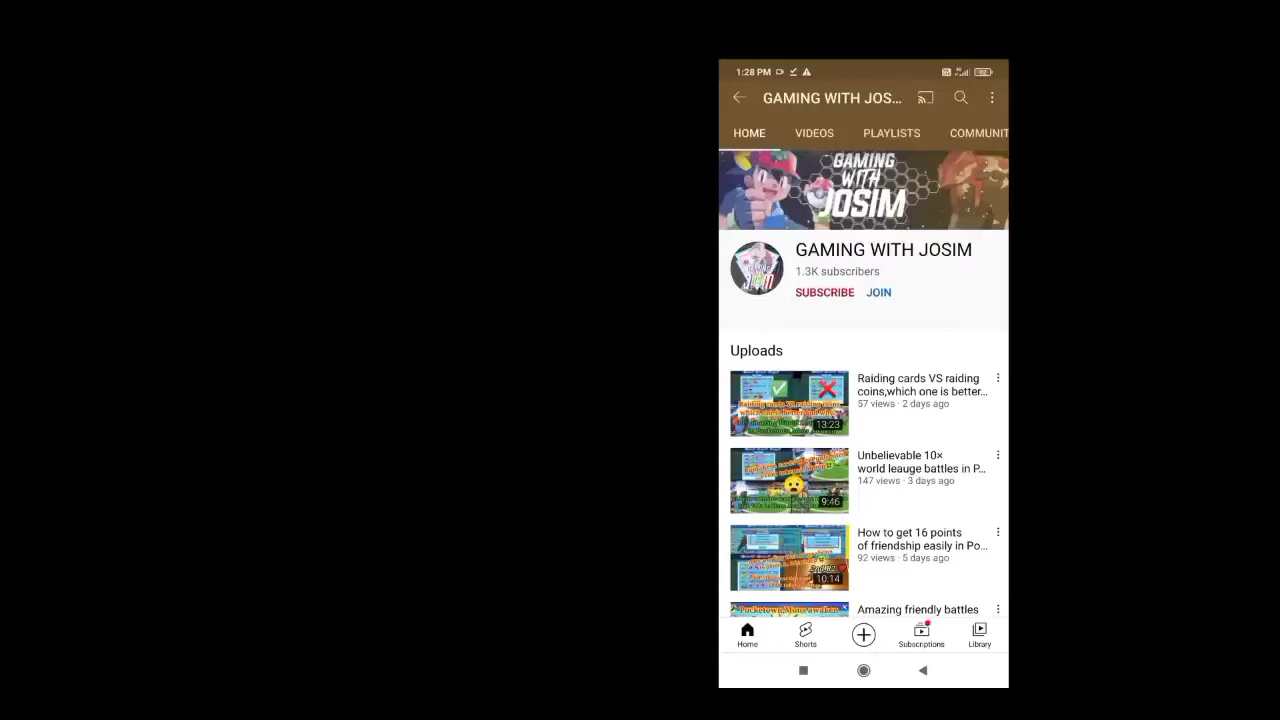 1:28 PM
GAMING WITH JOS...
HOME VIDEOS PLAYLISTS COMMUNIT
GAMING
WITH
JOSIM
GAMING WITH JOSIM
1.3K subscribers
SUBSCRIBE JOIN
Uploads
Raiding cards VS raiding
coins,which one is better...
57 views · 2 days ago
13:23
Unbelievable 10×
world leauge battles in P...
147 views · 3 days ago
9:46
How to get 16 points
of friendship easily in Po...
92 views · 5 days ago
10:14
Pocketown,Mons awaken
Amazing friendly battles
Home Shorts Subscriptions Library